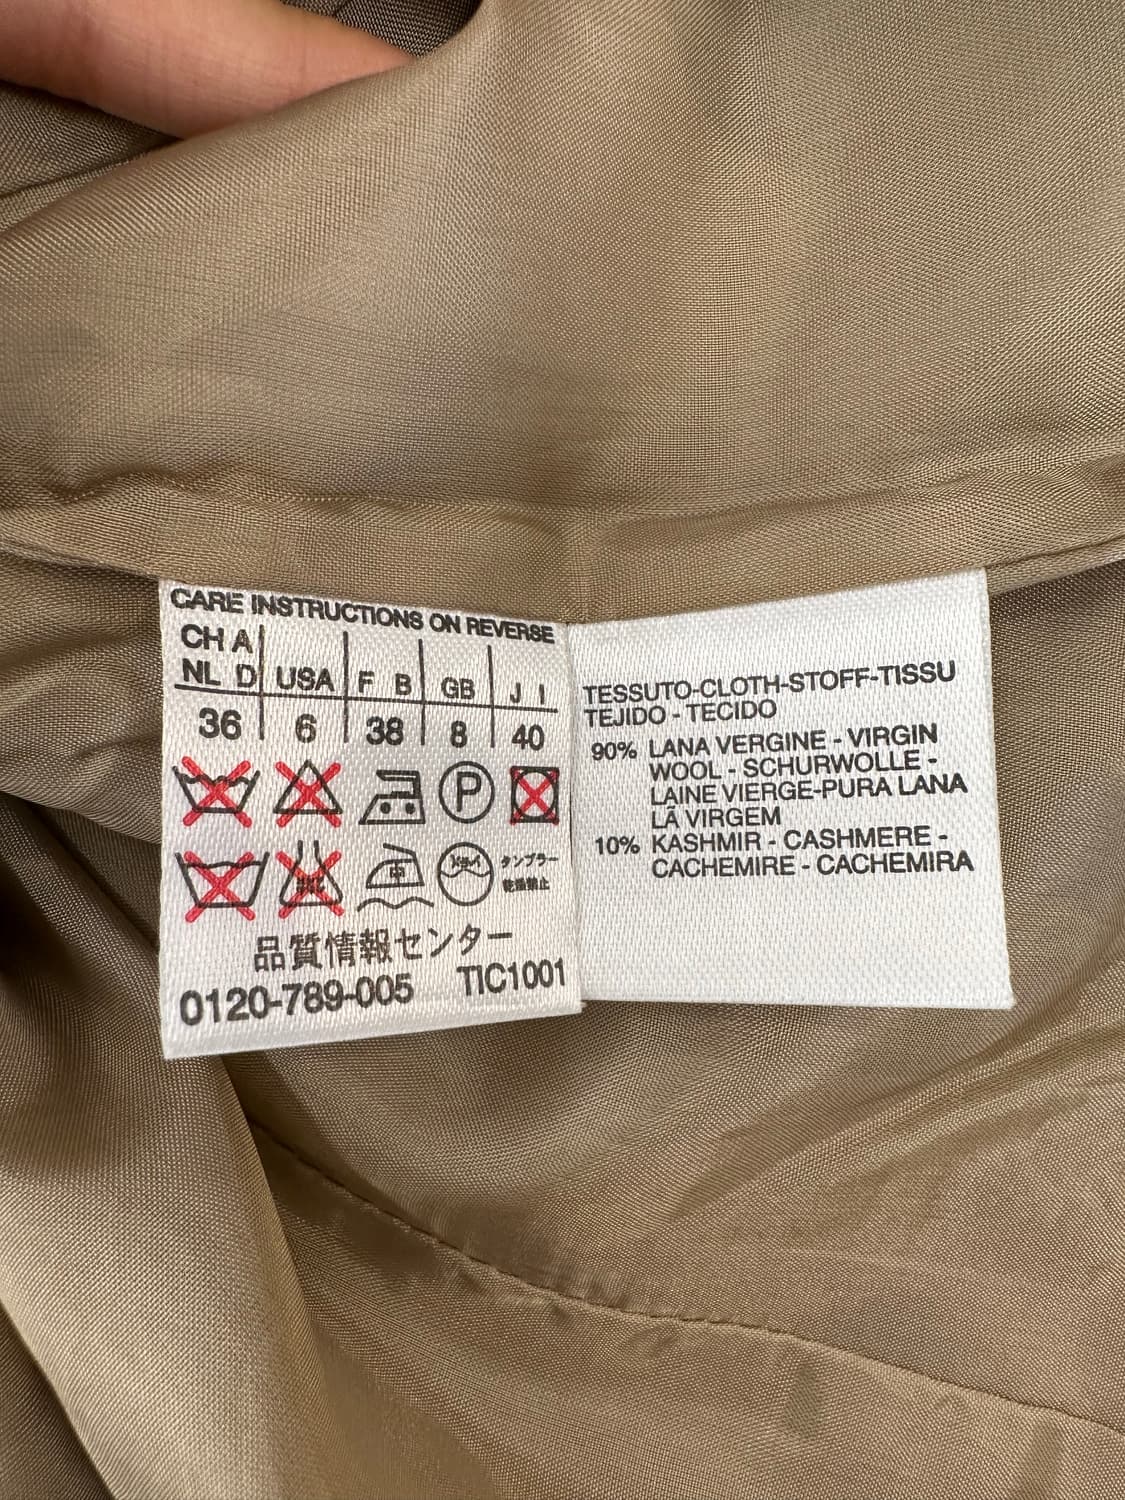 CARE INSTRUCTIONS ON REVERSE
CH A
NL D USA F B GB J I
36 6 38 8 40
P
中 ドライ タンブラー
乾燥禁止
品質情報センター
0120-789-005 TIC1001
TESSUTO-CLOTH-STOFF-TISSU
TEJIDO - TECIDO
90% LANA VERGINE - VIRGIN
WOOL - SCHURWOLLE -
LAINE VIERGE-PURA LANA
LÃ VIRGEM
10% KASHMIR - CASHMERE -
CACHEMIRE - CACHEMIRA